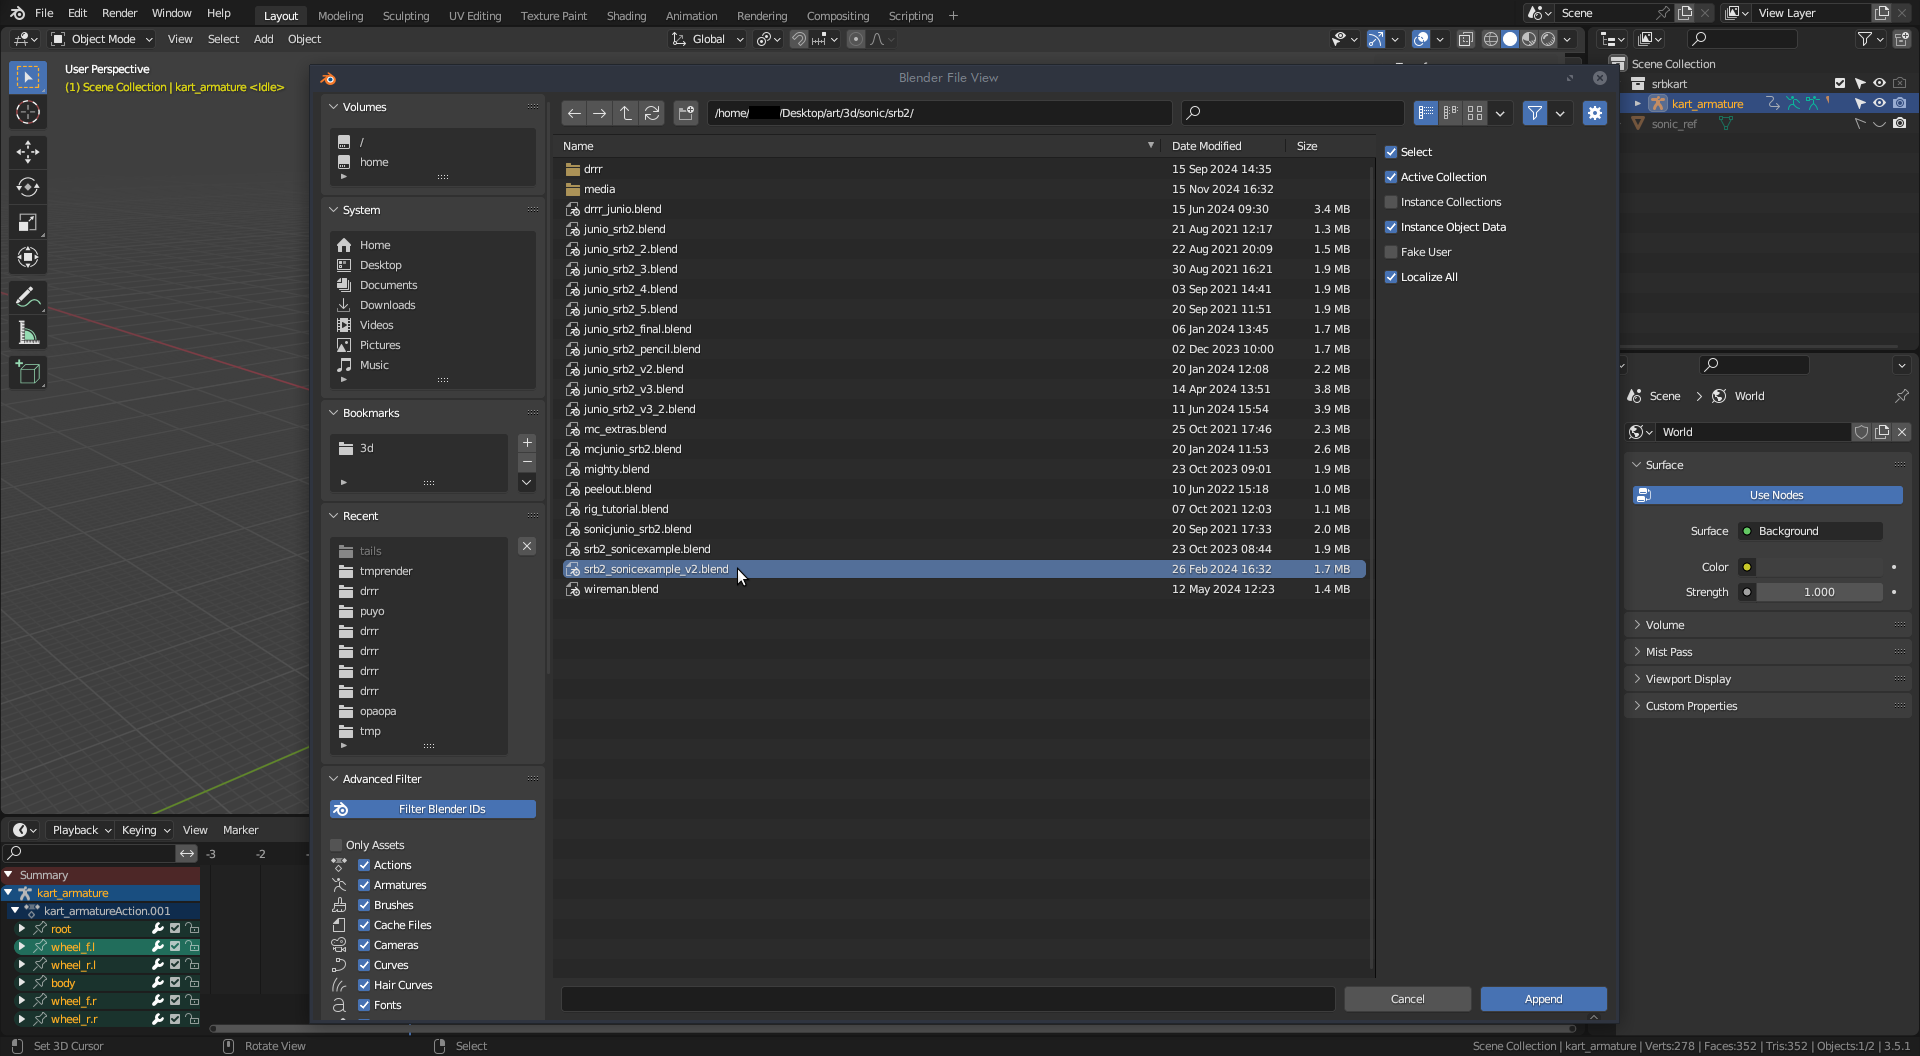 File Edit Render Window Help Layout Modeling Sculpting UV Editing Texture Paint Shading Animation Rendering Compositing Scripting + Scene View Layer
Object Mode View Select Add Object Global
User Perspective
(1) Scene Collection | kart_armature <Idle>
Scene Collection
srbkart
kart_armature
sonic_ref
Blender File View
/home/ /Desktop/art/3d/sonic/srb2/
Volumes
/
home
System
Home
Desktop
Documents
Downloads
Videos
Pictures
Music
Bookmarks
3d
Recent
tails
tmprender
drrr
puyo
drrr
drrr
drrr
drrr
opaopa
tmp
Advanced Filter
Filter Blender IDs
Only Assets
Actions
Armatures
Brushes
Cache Files
Cameras
Curves
Hair Curves
Fonts
Name Date Modified Size
drrr 15 Sep 2024 14:35
media 15 Nov 2024 16:32
drrr_junio.blend 15 Jun 2024 09:30 3.4 MB
junio_srb2.blend 21 Aug 2021 12:17 1.3 MB
junio_srb2_2.blend 22 Aug 2021 20:09 1.5 MB
junio_srb2_3.blend 30 Aug 2021 16:21 1.9 MB
junio_srb2_4.blend 03 Sep 2021 14:41 1.9 MB
junio_srb2_5.blend 20 Sep 2021 11:51 1.9 MB
junio_srb2_final.blend 06 Jan 2024 13:45 1.7 MB
junio_srb2_pencil.blend 02 Dec 2023 10:00 1.7 MB
junio_srb2_v2.blend 20 Jan 2024 12:08 2.2 MB
junio_srb2_v3.blend 14 Apr 2024 13:51 3.8 MB
junio_srb2_v3_2.blend 11 Jun 2024 15:54 3.9 MB
mc_extras.blend 25 Oct 2021 17:46 2.3 MB
mcjunio_srb2.blend 20 Jan 2024 11:53 2.6 MB
mighty.blend 23 Oct 2023 09:01 1.9 MB
peelout.blend 10 Jun 2022 15:18 1.0 MB
rig_tutorial.blend 07 Oct 2021 12:03 1.1 MB
sonicjunio_srb2.blend 20 Sep 2021 17:33 2.0 MB
srb2_sonicexample.blend 23 Oct 2023 08:44 1.9 MB
srb2_sonicexample_v2.blend 26 Feb 2024 16:32 1.7 MB
wireman.blend 12 May 2024 12:23 1.4 MB
Cancel Append
Select
Active Collection
Instance Collections
Instance Object Data
Fake User
Localize All
Scene > World
World
Surface
Use Nodes
Surface Background
Color
Strength 1.000
Volume
Mist Pass
Viewport Display
Custom Properties
Playback Keying View Marker
-3 -2
Summary
kart_armature
kart_armatureAction.001
root
wheel_f.l
wheel_r.l
body
wheel_f.r
wheel_r.r
Set 3D Cursor Rotate View Select
Scene Collection | kart_armature | Verts:278 | Faces:352 | Tris:352 | Objects:1/2 | 3.5.1